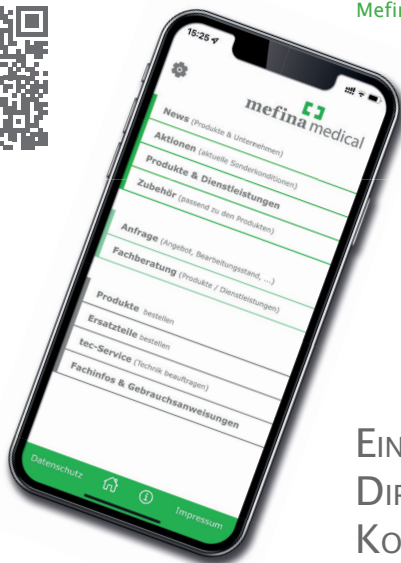 Mefin
15:25
mefina medical
News (Produkte & Unternehmen)
Aktionen (aktuelle Sonderkonditionen)
Produkte & Dienstleistungen
Zubehör (passend zu den Produkten)
Anfrage (Angebot, Bearbeitungsstand, ...)
Fachberatung (Produkte / Dienstleistungen)
Produkte bestellen
Ersatzteile bestellen
tec-Service (Technik beauftragen)
Fachinfos & Gebrauchsanweisungen
Datenschutz
Impressum
EIN
DIR
KO